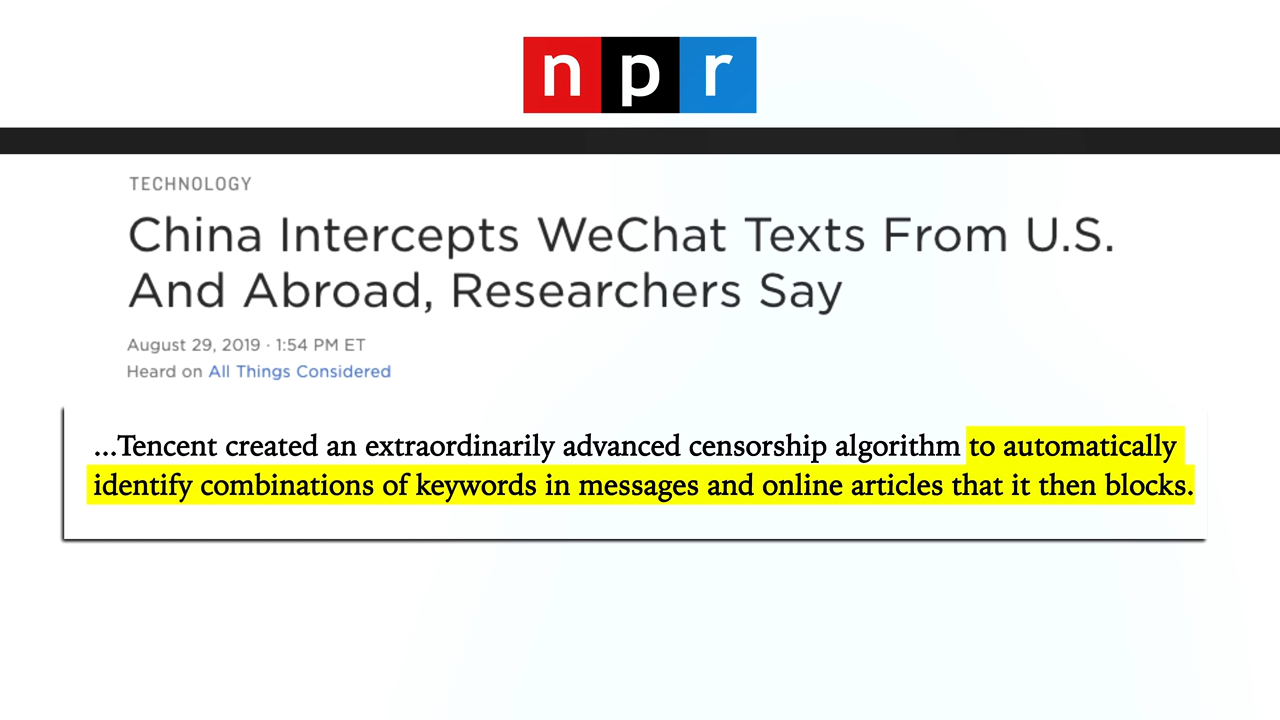 npr
TECHNOLOGY
China Intercepts WeChat Texts From U.S.
And Abroad, Researchers Say
August 29, 2019 · 1:54 PM ET
Heard on All Things Considered
...Tencent created an extraordinarily advanced censorship algorithm to automatically
identify combinations of keywords in messages and online articles that it then blocks.